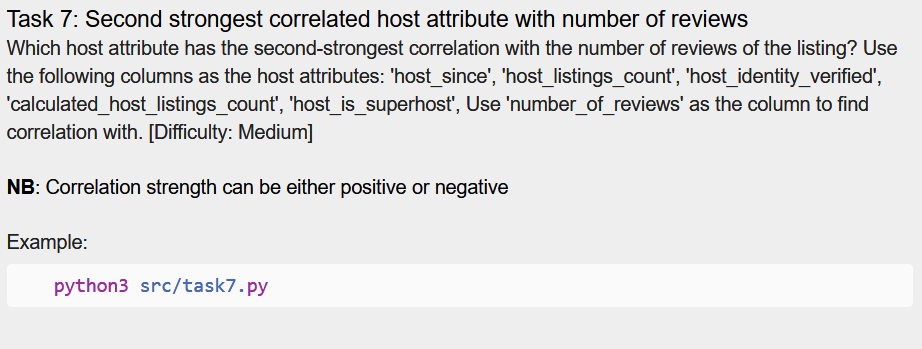 Task 7: Second strongest correlated host attribute with number of reviews
Which host attribute has the second-strongest correlation with the number of reviews of the listing? Use
the following columns as the host attributes: 'host_since', 'host_listings_count', 'host_identity_verified',
'calculated_host_listings_count', 'host_is_superhost', Use 'number_of_reviews' as the column to find
correlation with. [Difficulty: Medium]
NB: Correlation strength can be either positive or negative
Example:
python3 src/task7.py